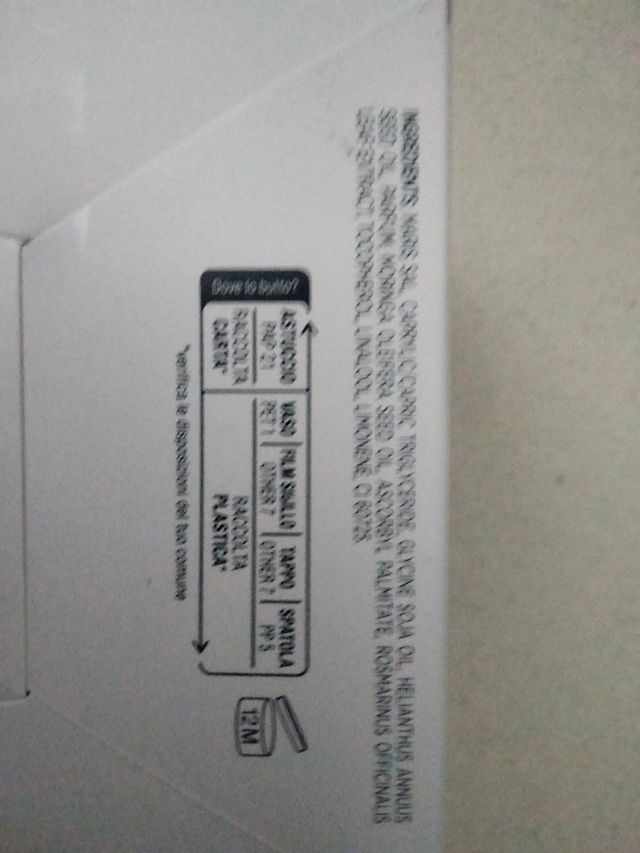 INGREDIENTS: MARIS SAL, CAPRYLIC/CAPRIC TRIGLYCERIDE, GLYCINE SOJA OIL, HELIANTHUS ANNUUS
SEED OIL, PARFUM, MORINGA OLEIFERA SEED OIL, ASCORBYL PALMITATE, ROSMARINUS OFFICINALIS
LEAF EXTRACT, TOCOPHEROL, LINALOOL, LIMONENE, CI 60725.
Dove lo butto?
ASTUCCIO
PAP 21
RACCOLTA
CARTA*
VASO | FILM SIGILLO | TAPPO | SPATOLA
PET 1 | OTHER 7 | OTHER 7 | PP 5
RACCOLTA
PLASTICA*
*verifica le disposizioni del tuo comune
12M